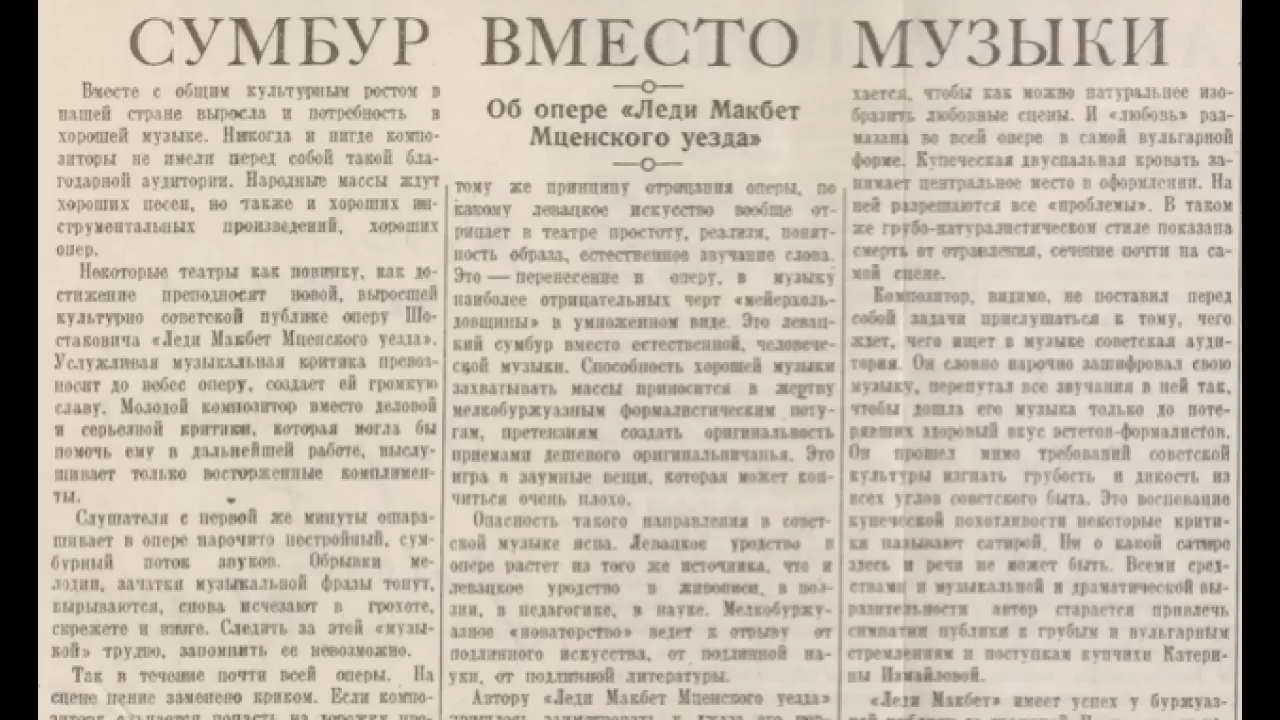 СУМБУР ВМЕСТО МУЗЫКИ
Вместе с общим культурным ростом в
нашей стране выросла и потребность в
хорошей музыке. Никогда и нигде компо-
зиторы не имели перед собой такой бла-
годарной аудитории. Народные массы ждут
хороших песен, но также и хороших ин-
струментальных произведений, хороших
опер.
Некоторые театры как новинку, как до-
стижение преподносят новой, выросшей
культурно советской публике оперу Шо-
стаковича «Леди Макбет Мценского уезда».
Услужливая музыкальная критика превоз-
носит до небес оперу, создает ей громкую
славу. Молодой композитор вместо деловой
и серьезной критики, которая могла бы
помочь ему в дальнейшей работе, выслу-
шивает только восторженные комплимен-
ты.
Слушателя с первой же минуты ошара-
шивает в опере нарочито нестройный, сум-
бурный поток звуков. Обрывки ме-
лодии, зачатки музыкальной фразы тонут,
вырываются, снова исчезают в грохоте,
скрежете и визге. Следить за этой «музы-
кой» трудно, запомнить ее невозможно.
Так в течение почти всей оперы. На
сцене пение заменено криком. Если компо-
Об опере «Леди Макбет
Мценского уезда»
тому же принципу отрицания оперы, по
какому левацкое искусство вообще от-
рицает в театре простоту, реализм, понят-
ность образа, естественное звучание слова.
Это — перенесение в оперу, в музыку
наиболее отрицательных черт «мейерхоль-
довщины» в умноженном виде. Это левац-
кий сумбур вместо естественной, человече-
ской музыки. Способность хорошей музыки
захватывать массы приносится в жертву
мелкобуржуазным формалистическим поту-
гам, претензиям создать оригинальность
приемами дешевого оригинальничанья. Это
игра в заумные вещи, которая может кон-
читься очень плохо.
Опасность такого направления в совет-
ской музыке ясна. Левацкое уродство в
опере растет из того же источника, что и
левацкое уродство в живописи, в поэ-
зии, в педагогике, в науке. Мелкобуржу-
азное «новаторство» ведет к отрыву от
подлинного искусства, от подлинной на-
уки, от подлинной литературы.
Автору «Леди Макбет Мценского уезда»
хается, чтобы как можно натуральнее изо-
бразить любовные сцены. И «любовь» раз-
мазана во всей опере в самой вульгарной
форме. Купеческая двуспальная кровать за-
нимает центральное место в оформлении. На
ней разрешаются все «проблемы». В таком
же грубо-натуралистическом стиле показана
смерть от отравления, сечение почти на са-
мой сцене.
Композитор, видимо, не поставил перед
собой задачи прислушаться к тому, чего
ждет, чего ищет в музыке советская ауди-
тория. Он словно нарочно зашифровал свою
музыку, перепутал все звучания в ней так,
чтобы дошла его музыка только до поте-
рявших здоровый вкус эстетов-формалистов.
Он прошел мимо требований советской
культуры изгнать грубость и дикость из
всех углов советского быта. Это воспевание
купеческой похотливости некоторые крити-
ки называют сатирой. Ни о какой сатире
здесь и речи не может быть. Всеми сред-
ствами и музыкальной и драматической вы-
разительности автор старается привлечь
симпатии публики к грубым и вульгарным
стремлениям и поступкам купчихи Катери-
ны Измайловой.
«Леди Макбет» имеет успех у буржуаз-